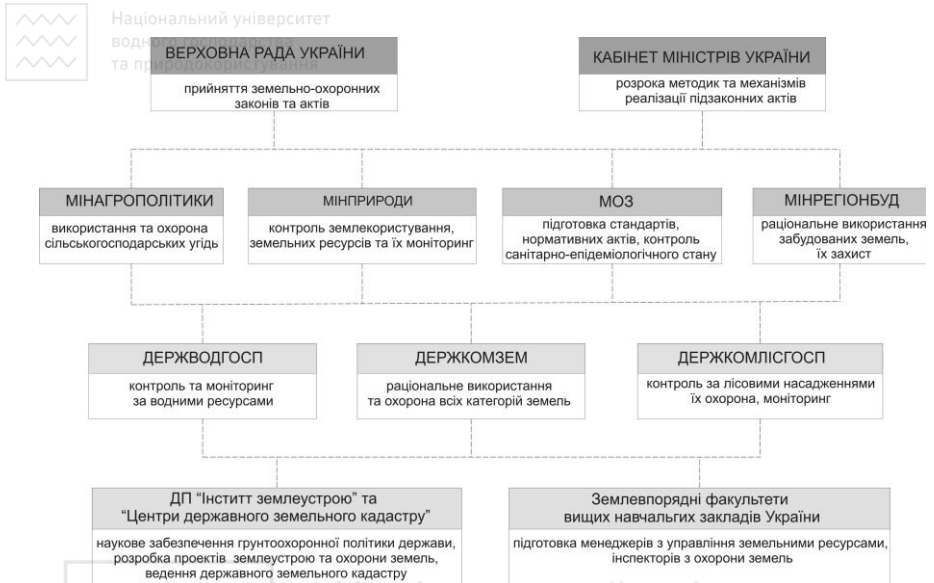 Національний університет
водного господарства
та природокористування
ВЕРХОВНА РАДА УКРАЇНИ
прийняття земельно-охоронних
законів та актів
КАБІНЕТ МІНІСТРІВ УКРАЇНИ
розрока методик та механізмів
реалізації підзаконних актів
МІНАГРОПОЛІТИКИ
використання та охорона
сільськогосподарських угідь
МІНПРИРОДИ
контроль землекористування,
земельних ресурсів та їх моніторинг
МОЗ
підготовка стандартів,
нормативних актів, контроль
санітарно-епідеміологічного стану
МІНРЕГІОНБУД
раціональне використання
забудованих земель,
їх захист
ДЕРЖВОДГОСП
контроль та моніторинг
за водними ресурсами
ДЕРЖКОМЗЕМ
раціональне використання
та охорона всіх категорій земель
ДЕРЖКОМЛІСГОСП
контроль за лісовими насадженнями
їх охорона, моніторинг
ДП “Інститт землеустрою” та
“Центри державного земельного кадастру”
наукове забезпечення грунтоохоронної політики держави,
розробка проектів землеустрою та охорони земель,
ведення державного земельного кадастру
Землевпорядні факультети
вищих навчальгих закладів України
підготовка менеджерів з управління земельними ресурсами,
інспекторів з охорони земель